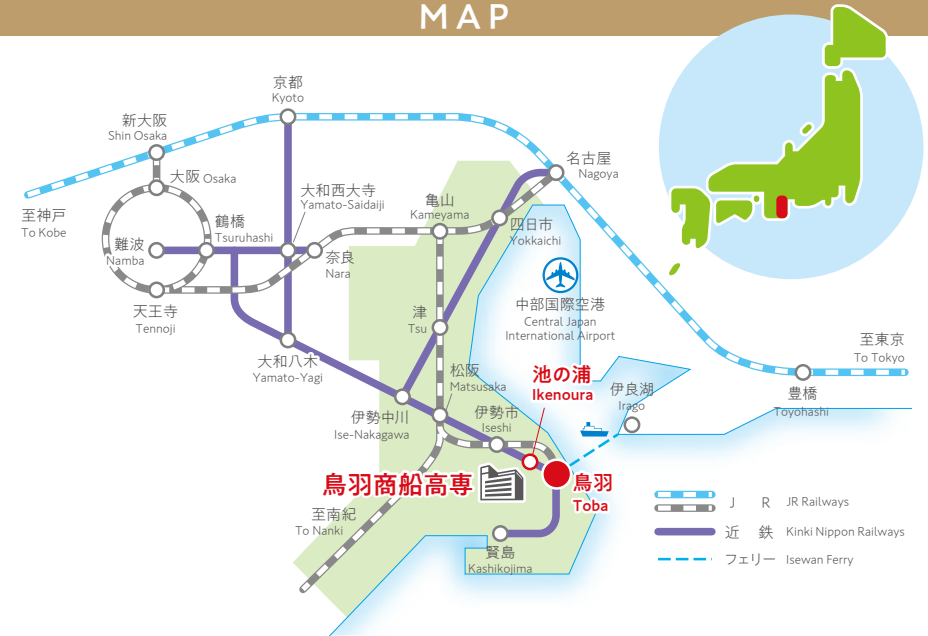 MAP
京都
Kyoto
新大阪
Shin Osaka
大阪 Osaka
至神戸
To Kobe
鶴橋
Tsuruhashi
難波
Namba
天王寺
Tennoji
大和西大寺
Yamato-Saidaiji
奈良
Nara
大和八木
Yamato-Yagi
亀山
Kameyama
名古屋
Nagoya
四日市
Yokkaichi
津
Tsu
中部国際空港
Central Japan
International Airport
至東京
To Tokyo
豊橋
Toyohashi
松阪
Matsusaka
池の浦
Ikenoura
伊良湖
Irago
伊勢中川
Ise-Nakagawa
伊勢市
Iseshi
鳥羽商船高専
鳥羽
Toba
至南紀
To Nanki
賢島
Kashikojima
J R JR Railways
近 鉄 Kinki Nippon Railways
フェリー Isewan Ferry